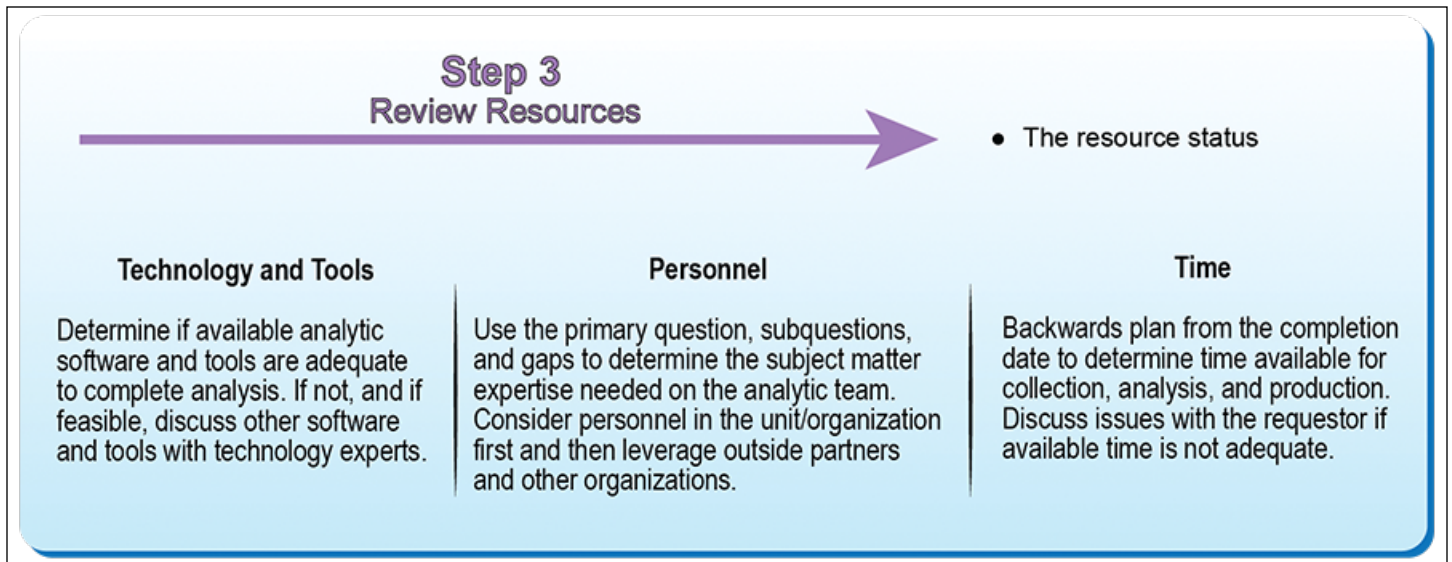 Step 3
Review Resources
● The resource status
Technology and Tools
Determine if available analytic
software and tools are adequate
to complete analysis. If not, and if
feasible, discuss other software
and tools with technology experts.
Personnel
Use the primary question, subquestions,
and gaps to determine the subject matter
expertise needed on the analytic team.
Consider personnel in the unit/organization
first and then leverage outside partners
and other organizations.
Time
Backwards plan from the completion
date to determine time available for
collection, analysis, and production.
Discuss issues with the requestor if
available time is not adequate.